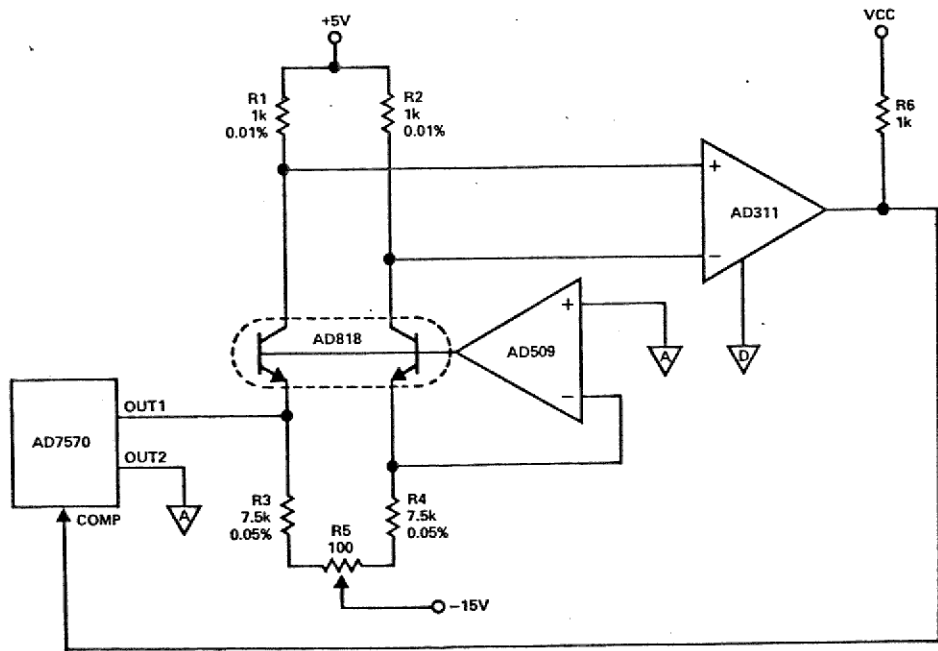 +5V
VCC
R1
1k
0.01%
R2
1k
0.01%
R6
1k
+
AD311
−
AD818
+
AD509
−
A
D
OUT1
AD7570
OUT2
A
COMP
R3
7.5k
0.05%
R4
7.5k
0.05%
R5
100
−15V